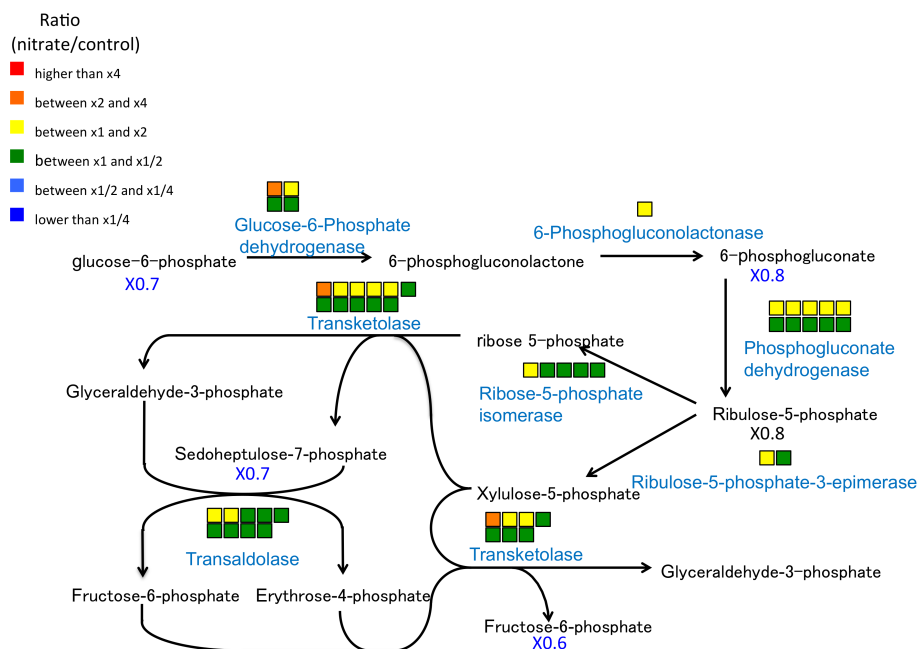 Ratio
(nitrate/control)
higher than x4
between x2 and x4
between x1 and x2
between x1 and x1/2
between x1/2 and x1/4
lower than x1/4
Glucose-6-Phosphate
dehydrogenase
6-Phosphogluconolactonase
glucose-6-phosphate
X0.7
6-phosphogluconolactone
6-phosphogluconate
X0.8
Transketolase
ribose 5-phosphate
Phosphogluconate
dehydrogenase
Ribose-5-phosphate
isomerase
Glyceraldehyde-3-phosphate
Ribulose-5-phosphate
X0.8
Sedoheptulose-7-phosphate
X0.7
Ribulose-5-phosphate-3-epimerase
Xylulose-5-phosphate
Transaldolase
Transketolase
Glyceraldehyde-3-phosphate
Fructose-6-phosphate
Erythrose-4-phosphate
Fructose-6-phosphate
X0.6